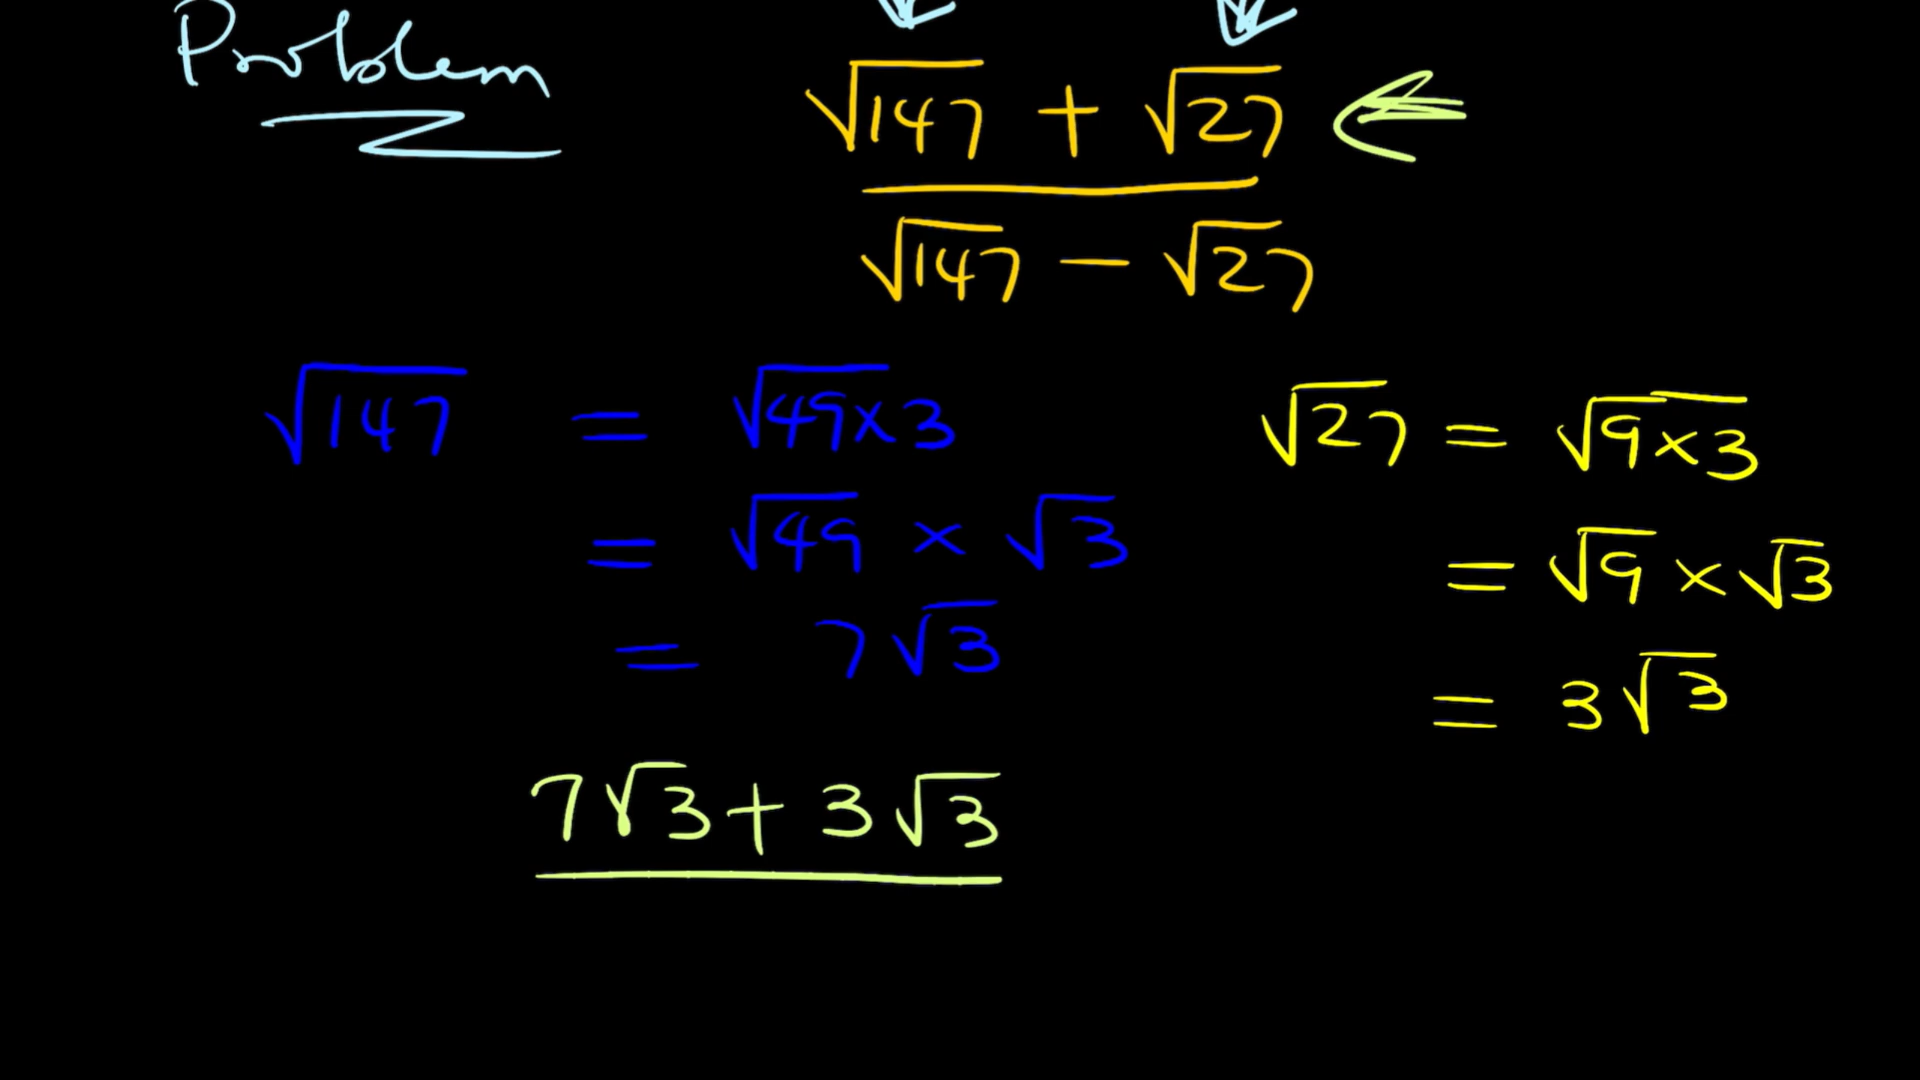 Problem
√147 + √27
√147 − √27
√147 = √49×3
= √49 × √3
= 7√3
√27 = √9×3
= √9 × √3
= 3√3
7√3 + 3√3